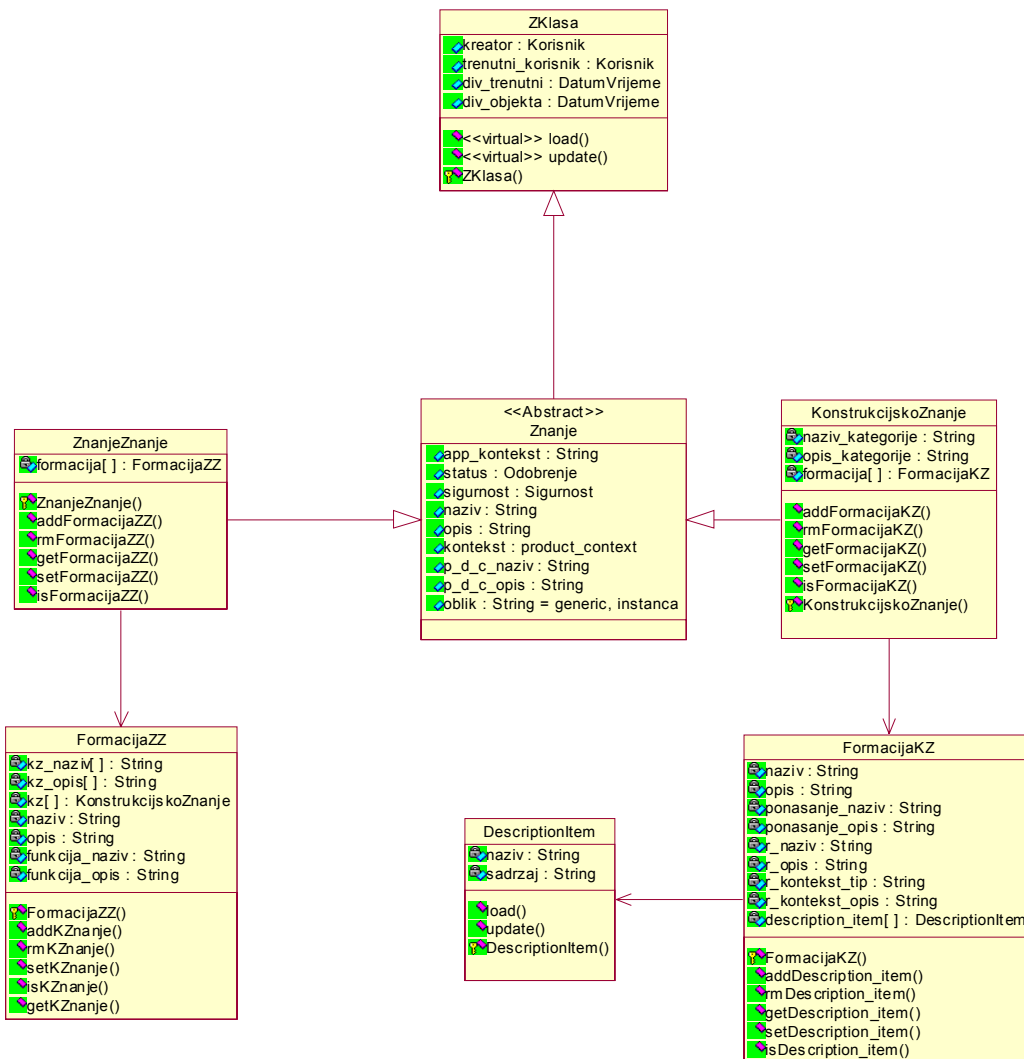 ZKlasa
kreator : Korisnik
trenutni_korisnik : Korisnik
div_trenutni : DatumVrijeme
div_objekta : DatumVrijeme
<<virtual>> load()
<<virtual>> update()
ZKlasa()
ZnanjeZnanje
formacija[ ] : FormacijaZZ
ZnanjeZnanje()
addFormacijaZZ()
rmFormacijaZZ()
getFormacijaZZ()
setFormacijaZZ()
isFormacijaZZ()
<<Abstract>>
Znanje
app_kontekst : String
status : Odobrenje
sigurnost : Sigurnost
naziv : String
opis : String
kontekst : product_context
p_d_c_naziv : String
p_d_c_opis : String
oblik : String = generic, instanca
KonstrukcijskoZnanje
naziv_kategorije : String
opis_kategorije : String
formacija[ ] : FormacijaKZ
addFormacijaKZ()
rmFormacijaKZ()
getFormacijaKZ()
setFormacijaKZ()
isFormacijaKZ()
KonstrukcijskoZnanje()
FormacijaZZ
kz_naziv[ ] : String
kz_opis[ ] : String
kz[ ] : KonstrukcijskoZnanje
naziv : String
opis : String
funkcija_naziv : String
funkcija_opis : String
FormacijaZZ()
addKZnanje()
rmKZnanje()
setKZnanje()
isKZnanje()
getKZnanje()
DescriptionItem
naziv : String
sadrzaj : String
load()
update()
DescriptionItem()
FormacijaKZ
naziv : String
opis : String
ponasanje_naziv : String
ponasanje_opis : String
r_naziv : String
r_opis : String
r_kontekst_tip : String
r_kontekst_opis : String
description_item[ ] : DescriptionItem
FormacijaKZ()
addDescription_item()
rmDescription_item()
getDescription_item()
setDescription_item()
isDescription_item()